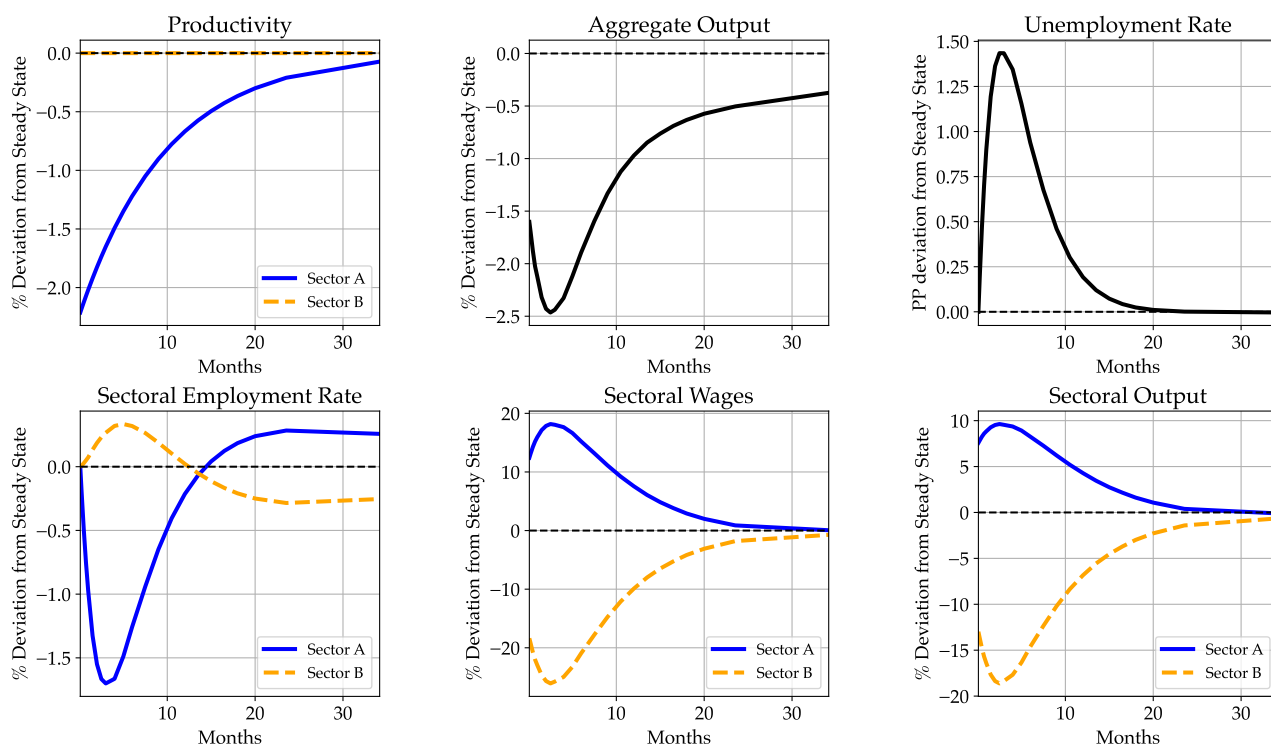 Productivity
% Deviation from Steady State
0.0
−0.5
−1.0
−1.5
−2.0
Sector A
Sector B
10
20
30
Months
Aggregate Output
% Deviation from Steady State
0.0
−0.5
−1.0
−1.5
−2.0
−2.5
10
20
30
Months
Unemployment Rate
PP deviation from Steady State
1.50
1.25
1.00
0.75
0.50
0.25
0.00
10
20
30
Months
Sectoral Employment Rate
% Deviation from Steady State
0.0
−0.5
−1.0
−1.5
Sector A
Sector B
10
20
30
Months
Sectoral Wages
% Deviation from Steady State
20
10
0
−10
−20
Sector A
Sector B
10
20
30
Months
Sectoral Output
% Deviation from Steady State
10
5
0
−5
−10
−15
−20
Sector A
Sector B
10
20
30
Months